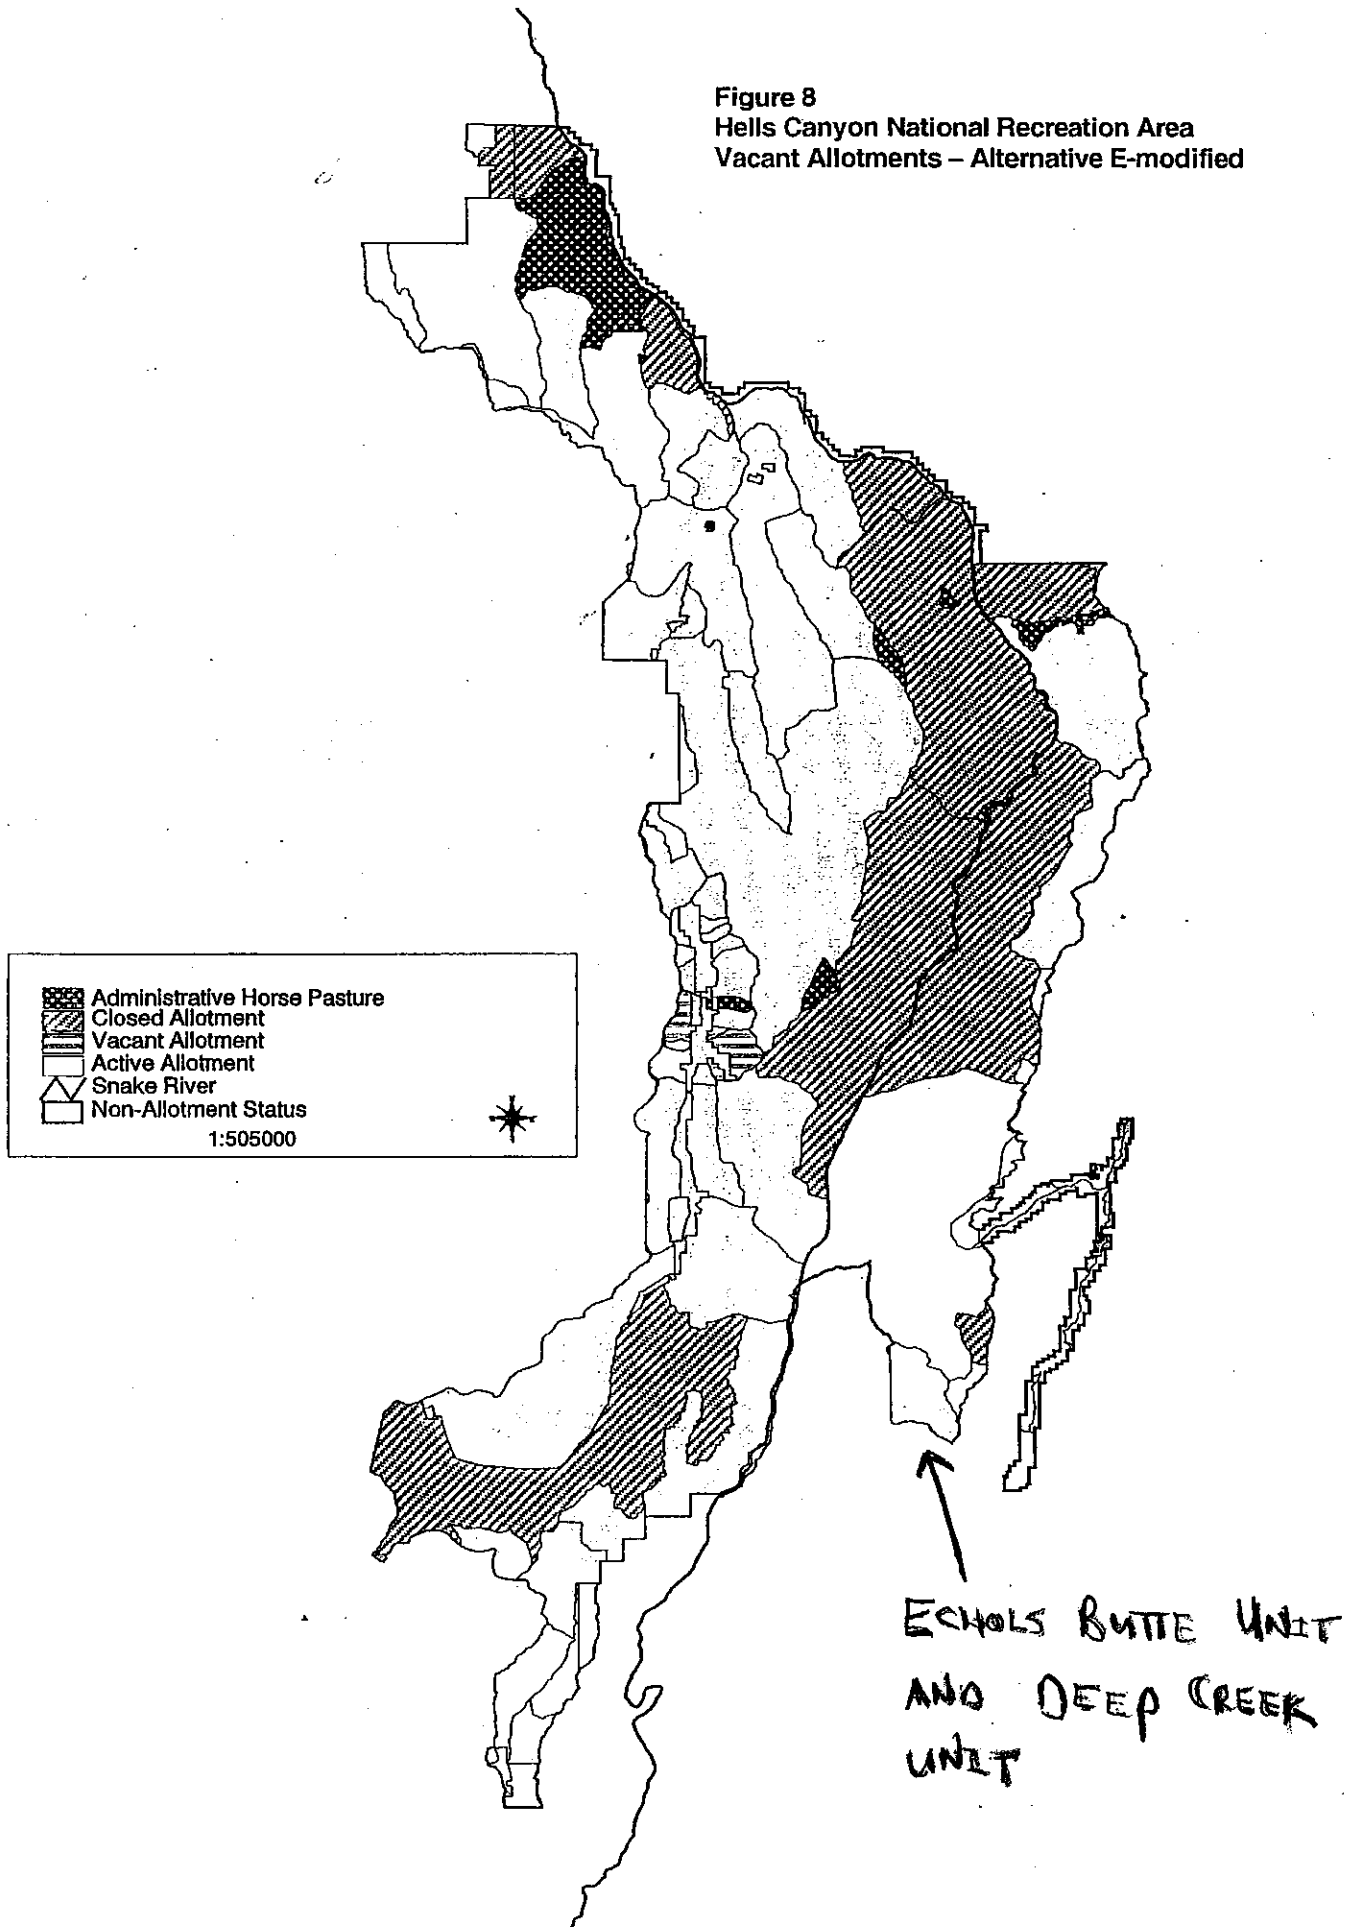 Figure 8
Hells Canyon National Recreation Area
Vacant Allotments – Alternative E-modified
Administrative Horse Pasture
Closed Allotment
Vacant Allotment
Active Allotment
Snake River
Non-Allotment Status
1:505000
ECHOLS BUTTE UNIT
AND DEEP CREEK
UNIT